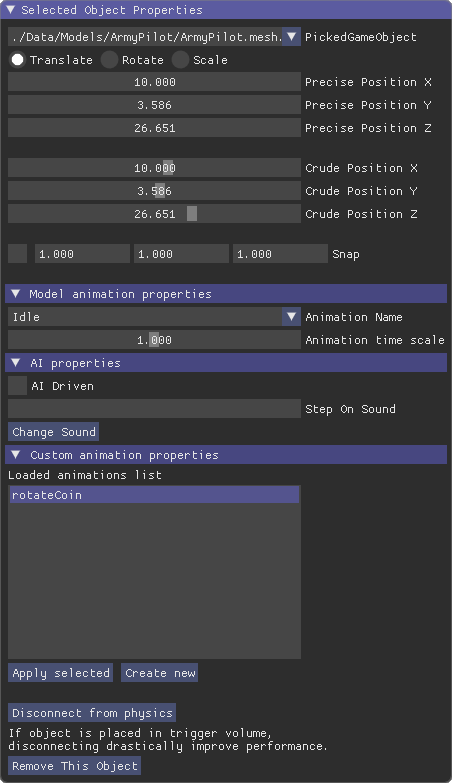 Selected Object Properties
./Data/Models/ArmyPilot/ArmyPilot.mesh. PickedGameObject
Translate Rotate Scale
10.000 Precise Position X
3.586 Precise Position Y
26.651 Precise Position Z
10.000 Crude Position X
3.586 Crude Position Y
26.651 Crude Position Z
1.000 1.000 1.000 Snap
Model animation properties
Idle Animation Name
1.000 Animation time scale
AI properties
AI Driven
Step On Sound
Change Sound
Custom animation properties
Loaded animations list
rotateCoin
Apply selected Create new
Disconnect from physics
If object is placed in trigger volume,
disconnecting drastically improve performance.
Remove This Object